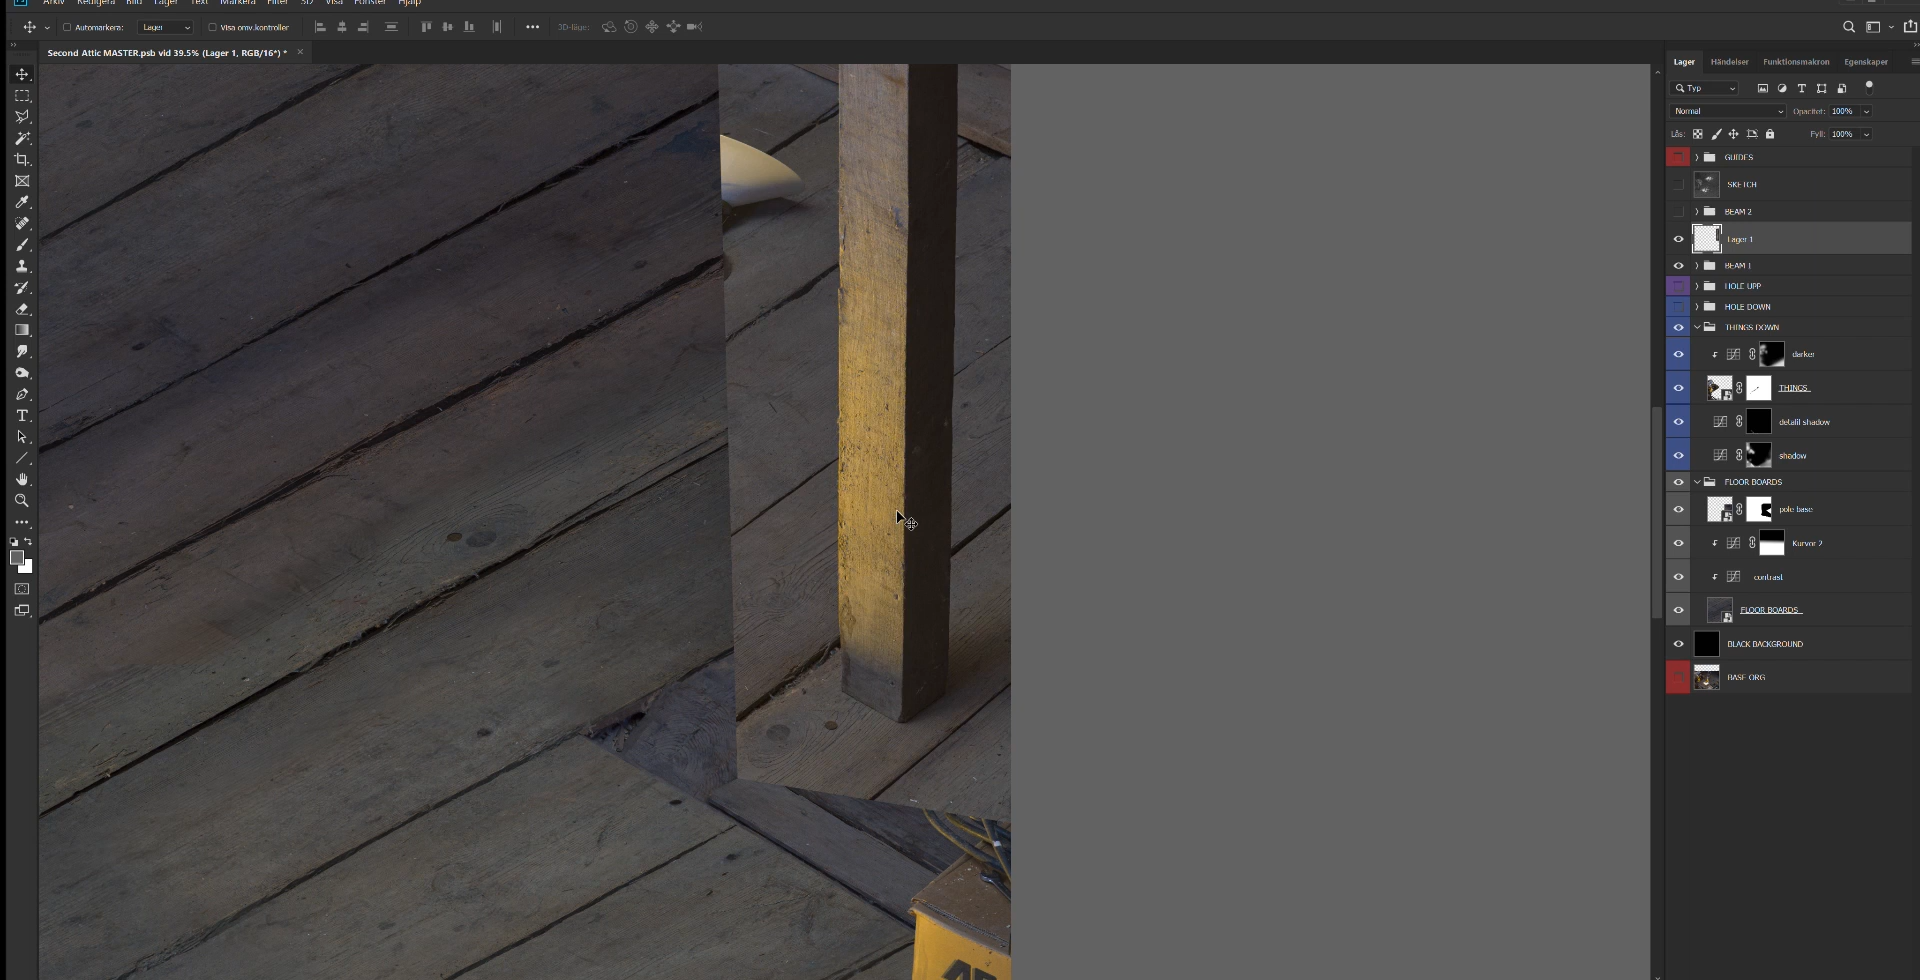 Arkiv Redigera Bild Lager Text Markera Filter 3D Visa Fönster Hjälp
Automarkera: Lager Visa omv.kontroller 3D-läge:
Second Attic MASTER.psb vid 39.5% (Lager 1, RGB/16*) *
Lager Händelser Funktionsmakron Egenskaper
Typ
Normal Opacitet: 100%
Lås: Fyll: 100%
GUIDES
SKETCH
BEAM 2
Lager 1
BEAM 1
HOLE UPP
HOLE DOWN
THINGS DOWN
darker
THINGS
detalil shadow
shadow
FLOOR BOARDS
pole base
Kurvor 2
contrast
FLOOR BOARDS
BLACK BACKGROUND
BASE ORG